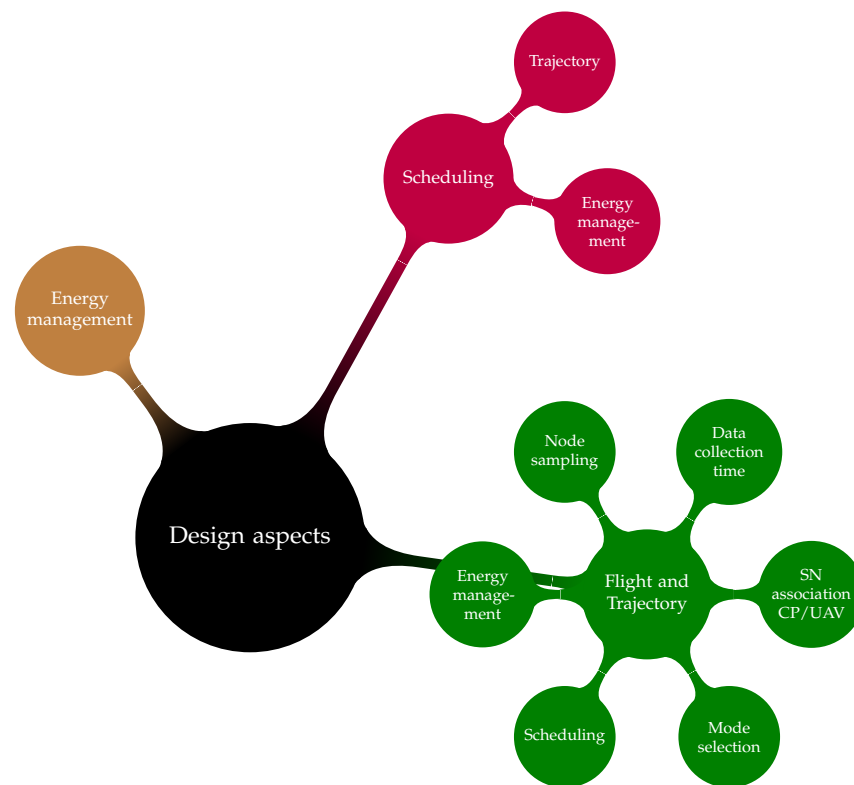 Trajectory
Scheduling
Energy
manage-
ment
Energy
management
Design aspects
Node
sampling
Data
collection
time
Energy
manage-
ment
Flight and
Trajectory
SN
association
CP/UAV
Scheduling
Mode
selection